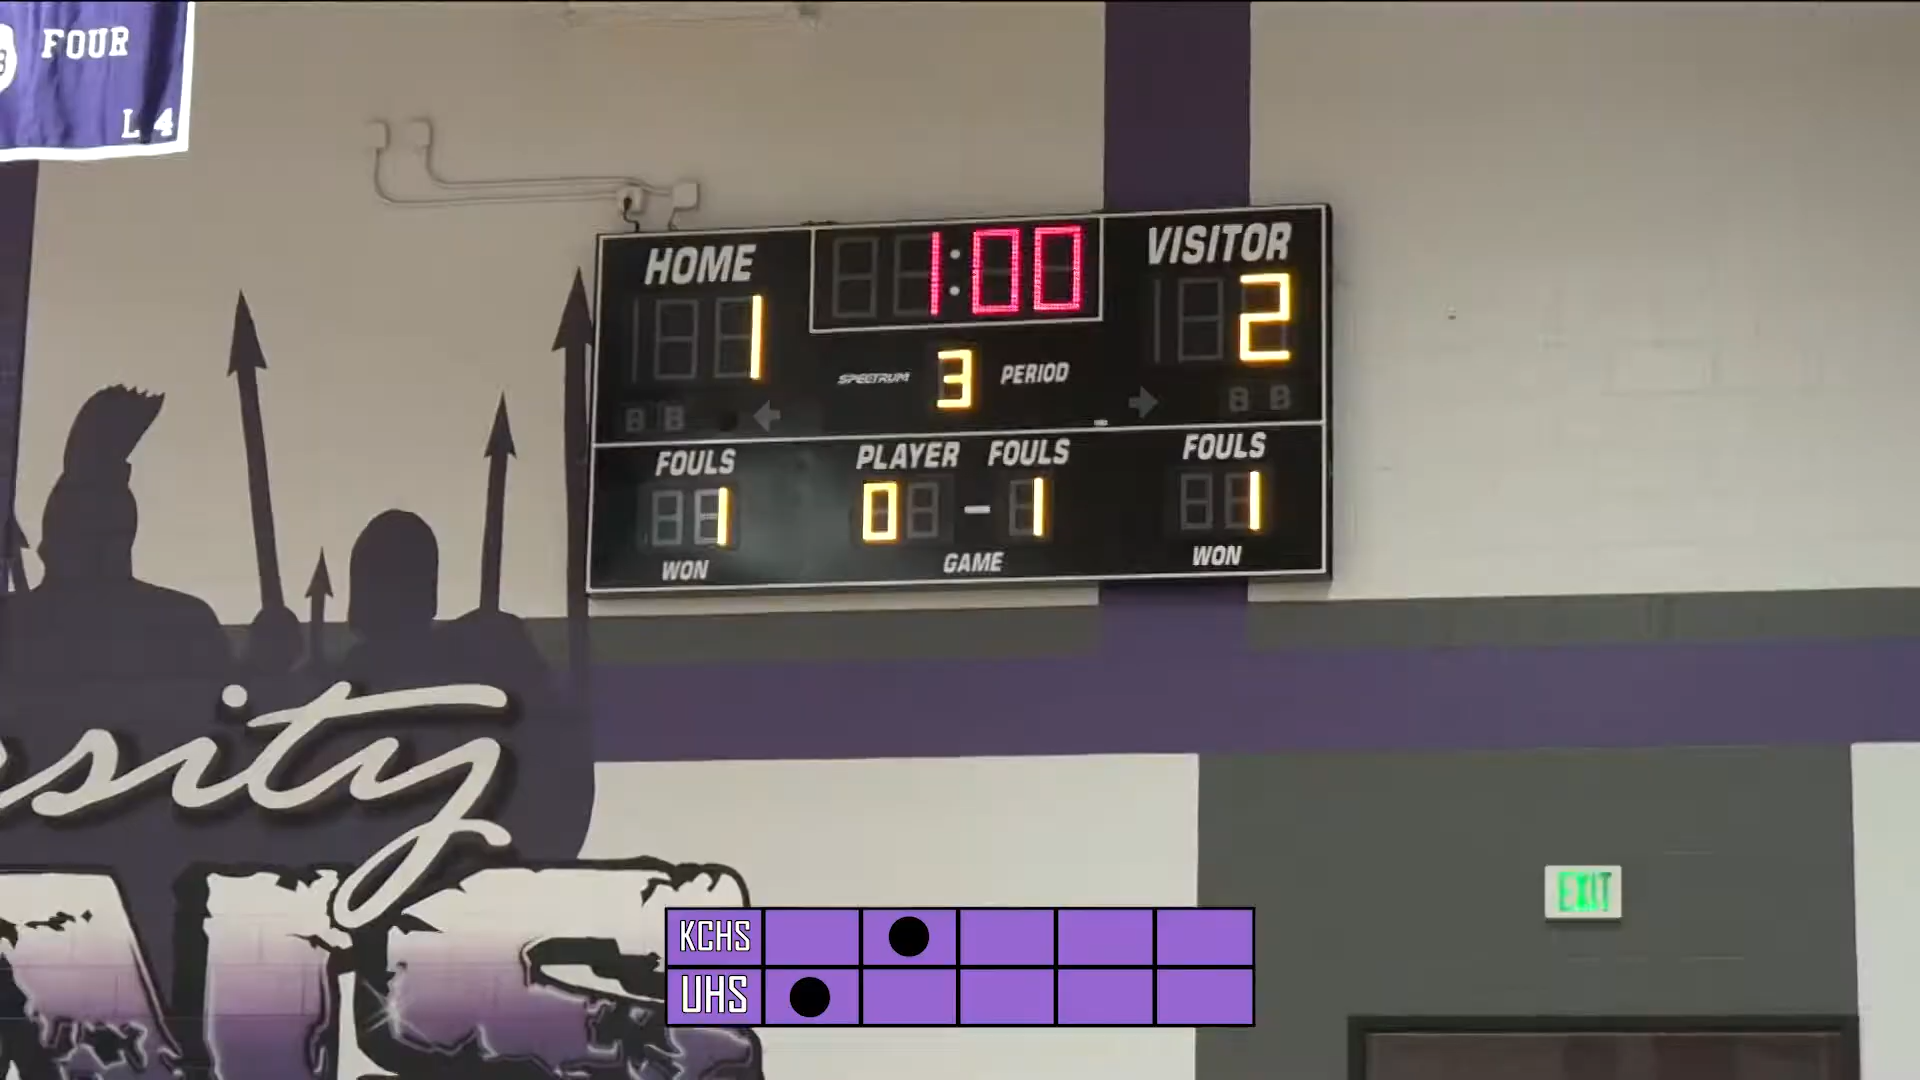 FOUR
L 4
HOME
1:00
VISITOR
1
2
SPECTRUM
3
PERIOD
FOULS
PLAYER FOULS
FOULS
1
0 - 1
1
WON
GAME
WON
sity
KCHS
UHS
EXIT